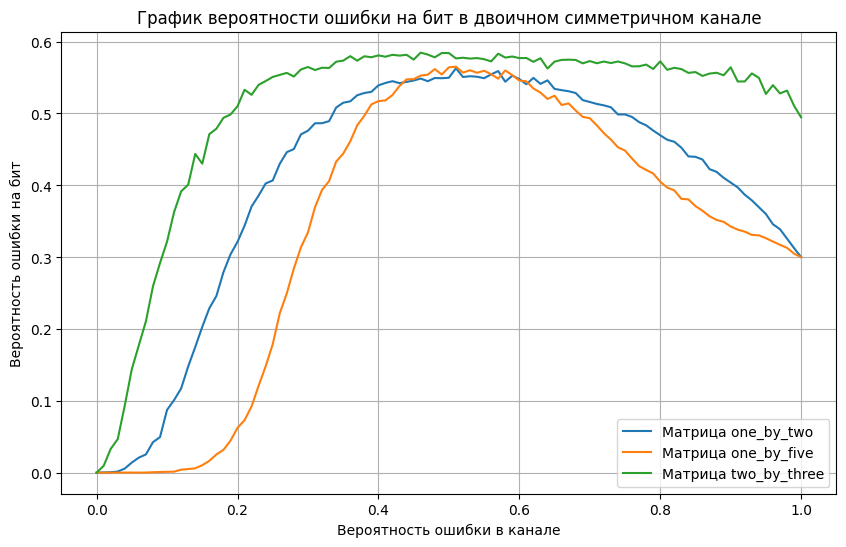 График вероятности ошибки на бит в двоичном симметричном канале
0.6
0.5
0.4
0.3
0.2
0.1
0.0
Вероятность ошибки на бит
0.0 0.2 0.4 0.6 0.8 1.0
Вероятность ошибки в канале
Матрица one_by_two
Матрица one_by_five
Матрица two_by_three